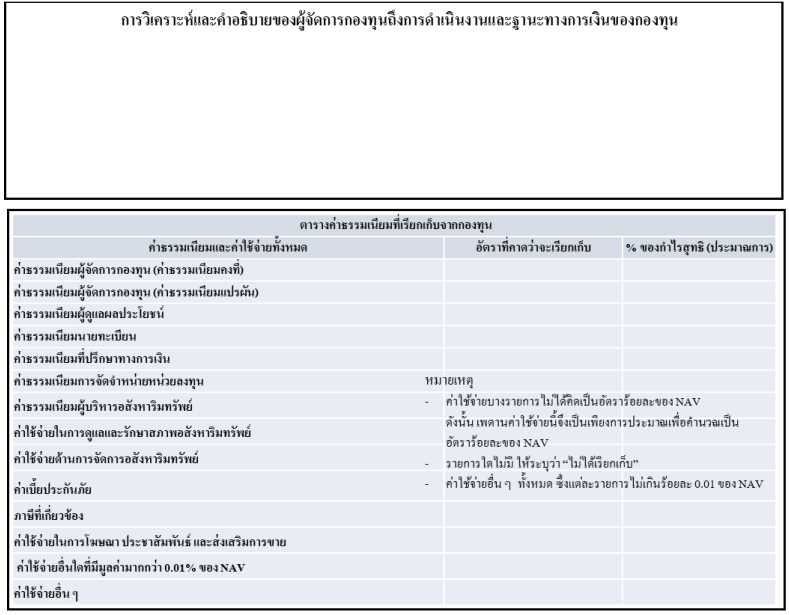 การวิเคราะห์และคำอธิบายของผู้จัดการกองทุนถึงการดำเนินงานและฐานะทางการเงินของกองทุน
ตารางค่าธรรมเนียมที่เรียกเก็บจากกองทุน
ค่าธรรมเนียมและค่าใช้จ่ายทั้งหมด อัตราที่คาดว่าจะเรียกเก็บ % ของกำไรสุทธิ (ประมาณการ)
ค่าธรรมเนียมผู้จัดการกองทุน (ค่าธรรมเนียมคงที่)
ค่าธรรมเนียมผู้จัดการกองทุน (ค่าธรรมเนียมแปรผัน)
ค่าธรรมเนียมผู้ดูแลผลประโยชน์
ค่าธรรมเนียมนายทะเบียน
ค่าธรรมเนียมที่ปรึกษาทางการเงิน
ค่าธรรมเนียมการจัดจำหน่ายหน่วยลงทุน
ค่าธรรมเนียมผู้บริหารอสังหาริมทรัพย์
ค่าใช้จ่ายในการดูแลและรักษาสภาพอสังหาริมทรัพย์
ค่าใช้จ่ายด้านการจัดการอสังหาริมทรัพย์
ค่าเบี้ยประกันภัย
ภาษีที่เกี่ยวข้อง
ค่าใช้จ่ายในการโฆษณา ประชาสัมพันธ์ และส่งเสริมการขาย
ค่าใช้จ่ายอื่นใดที่มีมูลค่ามากกว่า 0.01% ของ NAV
ค่าใช้จ่ายอื่น ๆ
หมายเหตุ
- ค่าใช้จ่ายบางรายการไม่ได้คิดเป็นอัตราร้อยละของ NAV
ดังนั้น เพดานค่าใช้จ่ายนี้จึงเป็นเพียงการประมาณเพื่อคำนวณเป็น
อัตราร้อยละของ NAV
- รายการใดไม่มี ให้ระบุว่า “ไม่ได้เรียกเก็บ”
- ค่าใช้จ่ายอื่น ๆ ทั้งหมด ซึ่งแต่ละรายการไม่เกินร้อยละ 0.01 ของ NAV